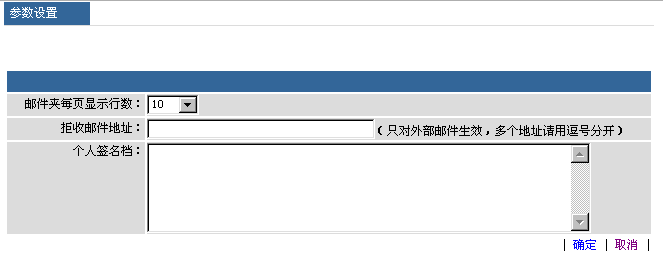 参数设置
邮件夹每页显示行数： 10
拒收邮件地址： （只对外部邮件生效，多个地址请用逗号分开）
个人签名档：
| 确定 | 取消 |